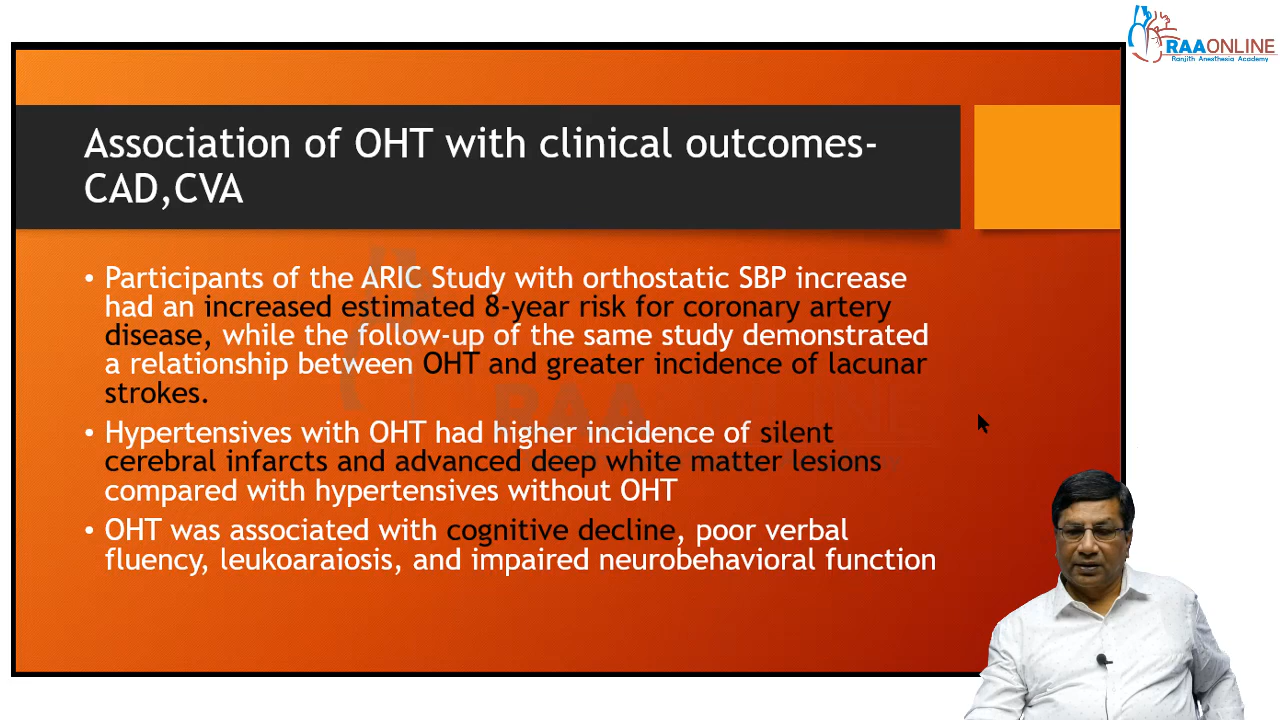 RAAONLINE
Ranjith Anesthesia Academy
Association of OHT with clinical outcomes-
CAD,CVA
• Participants of the ARIC Study with orthostatic SBP increase
had an increased estimated 8-year risk for coronary artery
disease, while the follow-up of the same study demonstrated
a relationship between OHT and greater incidence of lacunar
strokes.
• Hypertensives with OHT had higher incidence of silent
cerebral infarcts and advanced deep white matter lesions
compared with hypertensives without OHT
• OHT was associated with cognitive decline, poor verbal
fluency, leukoaraiosis, and impaired neurobehavioral function
RAAONLINE